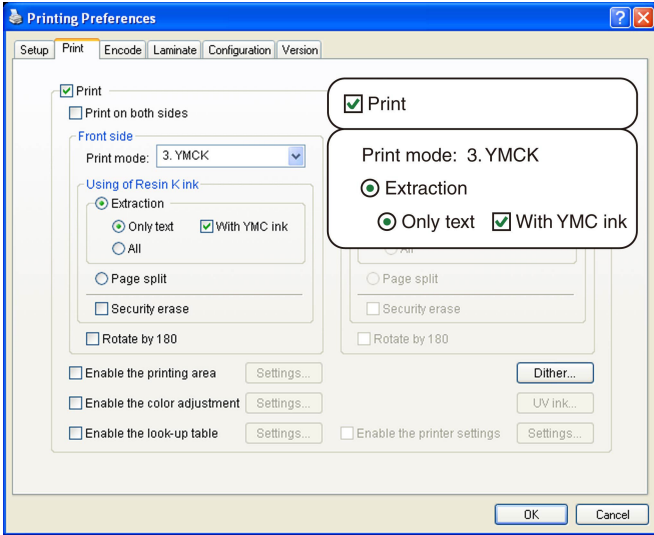 Printing Preferences
Setup Print Encode Laminate Configuration Version
Print
Print on both sides
Front side
Print mode: 3. YMCK
Using of Resin K ink
Extraction
Only text With YMC ink
All
Page split
Security erase
Rotate by 180
Print
Print mode: 3. YMCK
Extraction
Only text With YMC ink
All
Page split
Security erase
Rotate by 180
Enable the printing area Settings... Dither...
Enable the color adjustment Settings... UV ink...
Enable the look-up table Settings... Enable the printer settings Settings...
OK Cancel